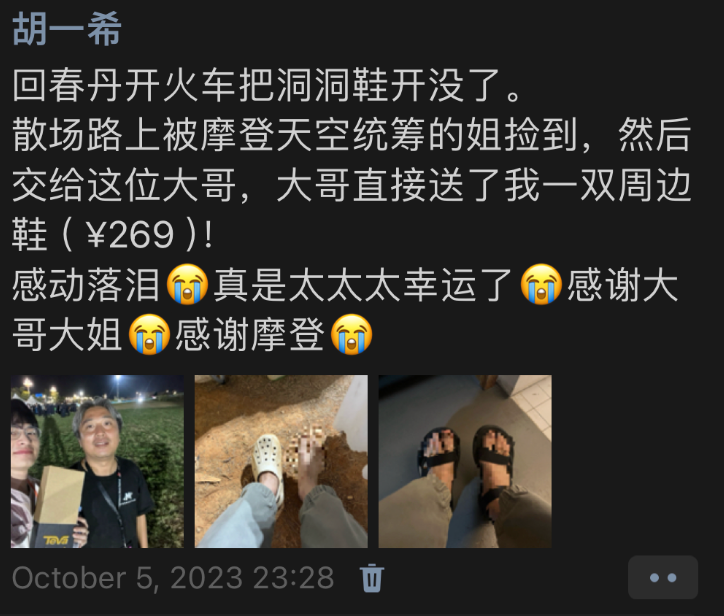 胡一希
回春丹开火车把洞洞鞋开没了。
散场路上被摩登天空统筹的姐捡到，然后
交给这位大哥，大哥直接送了我一双周边
鞋（¥269）！
感动落泪😭真是太太太幸运了😭感谢大
哥大姐😭感谢摩登😭
Teva
October 5, 2023 23:28